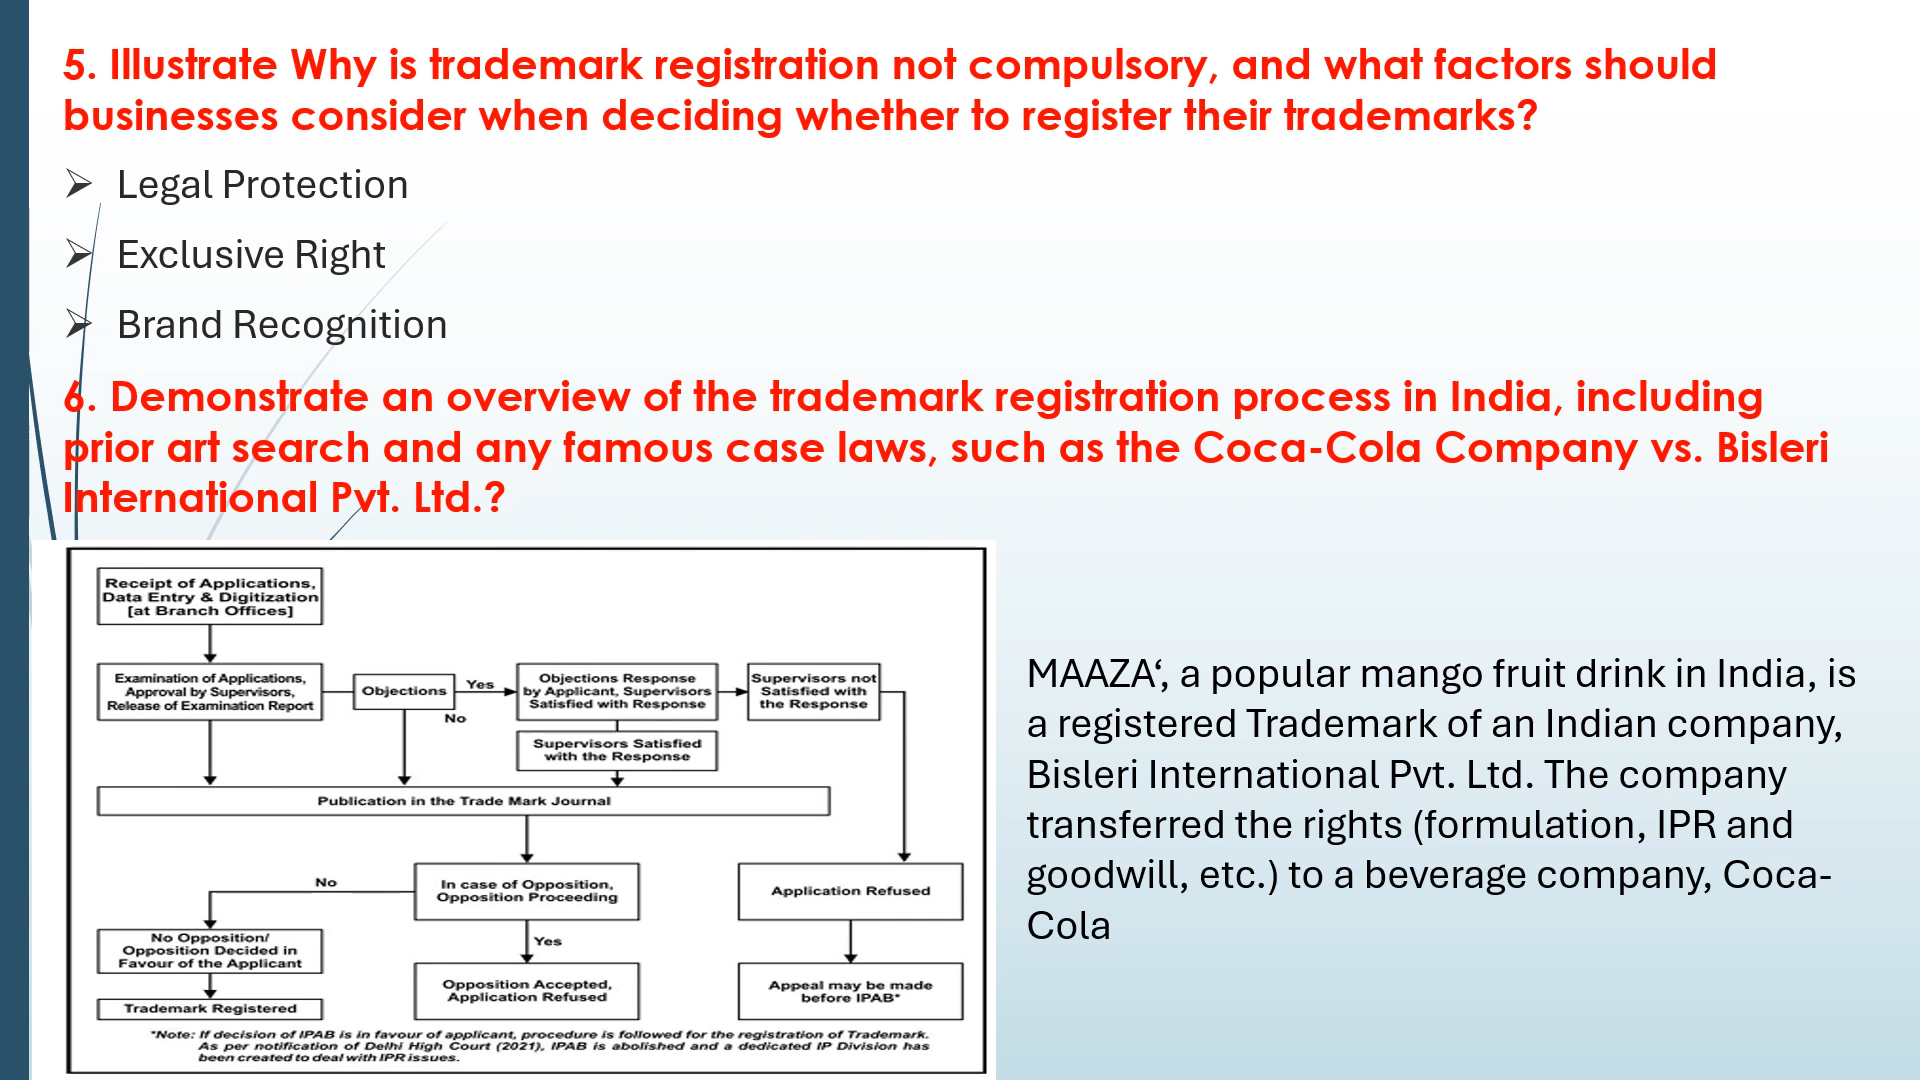 5. Illustrate Why is trademark registration not compulsory, and what factors should
businesses consider when deciding whether to register their trademarks?
Legal Protection
Exclusive Right
Brand Recognition
6. Demonstrate an overview of the trademark registration process in India, including
prior art search and any famous case laws, such as the Coca-Cola Company vs. Bisleri
International Pvt. Ltd.?
Receipt of Applications,
Data Entry & Digitization
[at Branch Offices]
Examination of Applications,
Approval by Supervisors,
Release of Examination Report
Objections
Yes
No
Objections Response
by Applicant, Supervisors
Satisfied with Response
Supervisors not
Satisfied with
the Response
Supervisors Satisfied
with the Response
Publication in the Trade Mark Journal
No
In case of Opposition,
Opposition Proceeding
Application Refused
No Opposition/
Opposition Decided in
Favour of the Applicant
Yes
Opposition Accepted,
Application Refused
Appeal may be made
before IPAB*
Trademark Registered
*Note: If decision of IPAB is in favour of applicant, procedure is followed for the registration of Trademark.
As per notification of Delhi High Court (2021), IPAB is abolished and a dedicated IP Division has
been created to deal with IPR issues.
MAAZA‘, a popular mango fruit drink in India, is
a registered Trademark of an Indian company,
Bisleri International Pvt. Ltd. The company
transferred the rights (formulation, IPR and
goodwill, etc.) to a beverage company, Coca-
Cola